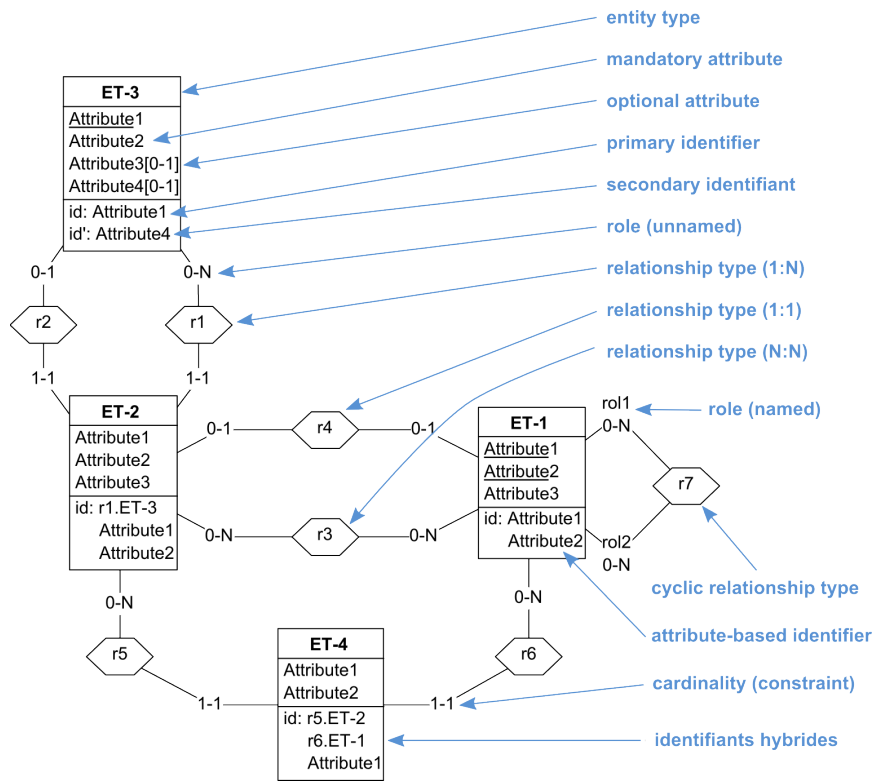 entity type
mandatory attribute
optional attribute
primary identifier
secondary identifiant
role (unnamed)
relationship type (1:N)
relationship type (1:1)
relationship type (N:N)
ET-3
Attribute1
Attribute2
Attribute3[0-1]
Attribute4[0-1]
id: Attribute1
id': Attribute4
0-1
0-N
r2
r1
1-1
1-1
ET-2
Attribute1
Attribute2
Attribute3
id: r1.ET-3
Attribute1
Attribute2
0-1
r4
0-1
0-N
r3
0-N
ET-1
Attribute1
Attribute2
Attribute3
id: Attribute1
Attribute2
rol1
0-N
role (named)
r7
rol2
0-N
cyclic relationship type
attribute-based identifier
0-N
0-N
r5
r6
ET-4
Attribute1
Attribute2
id: r5.ET-2
r6.ET-1
Attribute1
1-1
1-1
cardinality (constraint)
identifiants hybrides